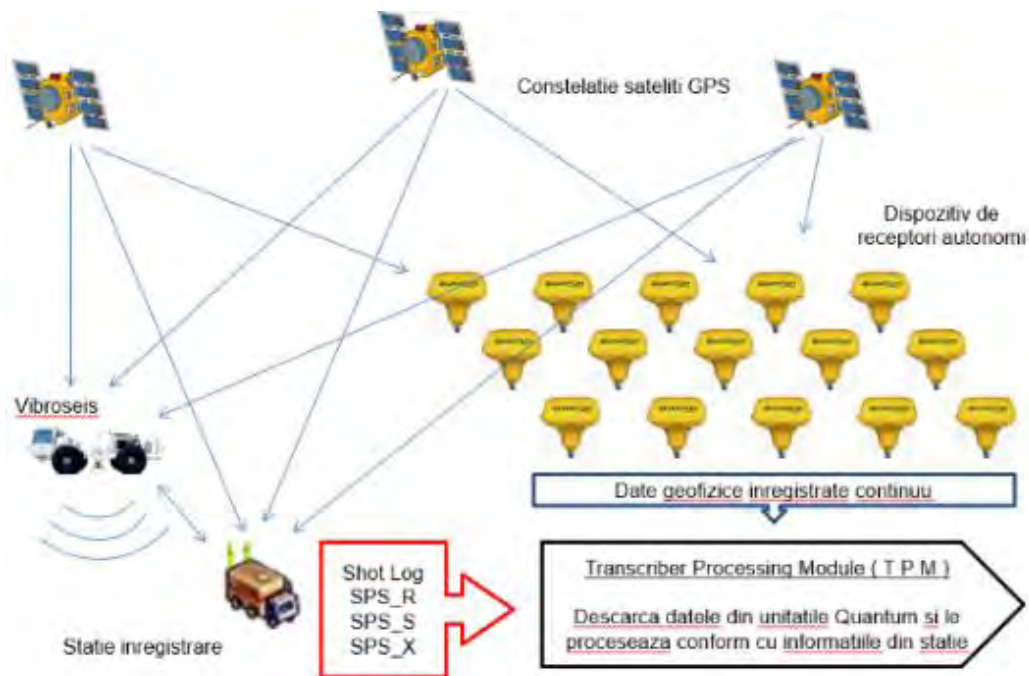 Constelatie sateliti GPS
Dispozitiv de
receptori autonomi
Vibroseis
Date geofizice inregistrate continuu
Shot Log
SPS_R
SPS_S
SPS_X
Transcriber Processing Module ( T P M )
Descarca datele din unitatile Quantum si le
proceseaza conform cu informatiile din statie
Statie inregistrare